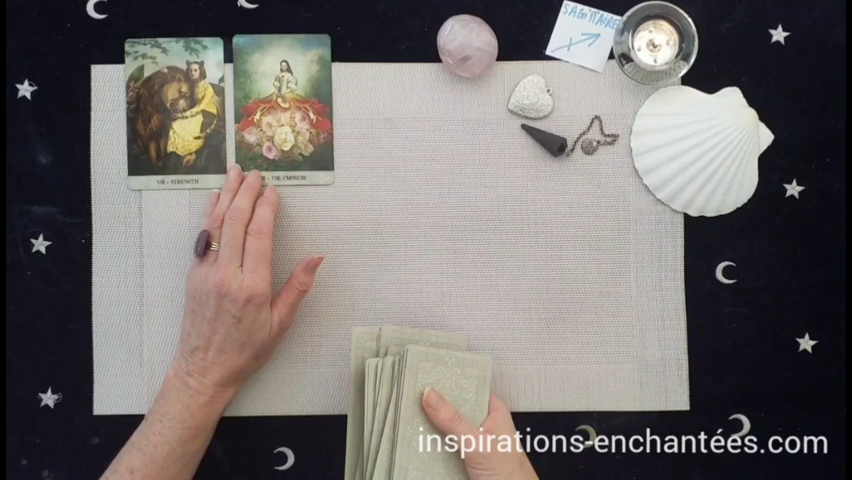 SAGITTAIRE
VIII • STRENGTH
• THE EMPRESS
inspirations-enchantées.com